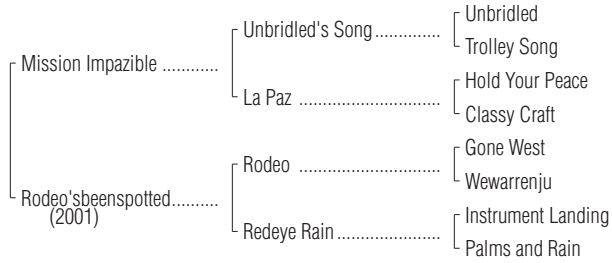 Unbridled
Unbridled's Song..............
Trolley Song
Mission Impazible ............
Hold Your Peace
La Paz ...............................
Classy Craft
Gone West
Rodeo ...............................
Wewarrenju
Rodeo'sbeenspotted..........
(2001)
Instrument Landing
Redeye Rain......................
Palms and Rain